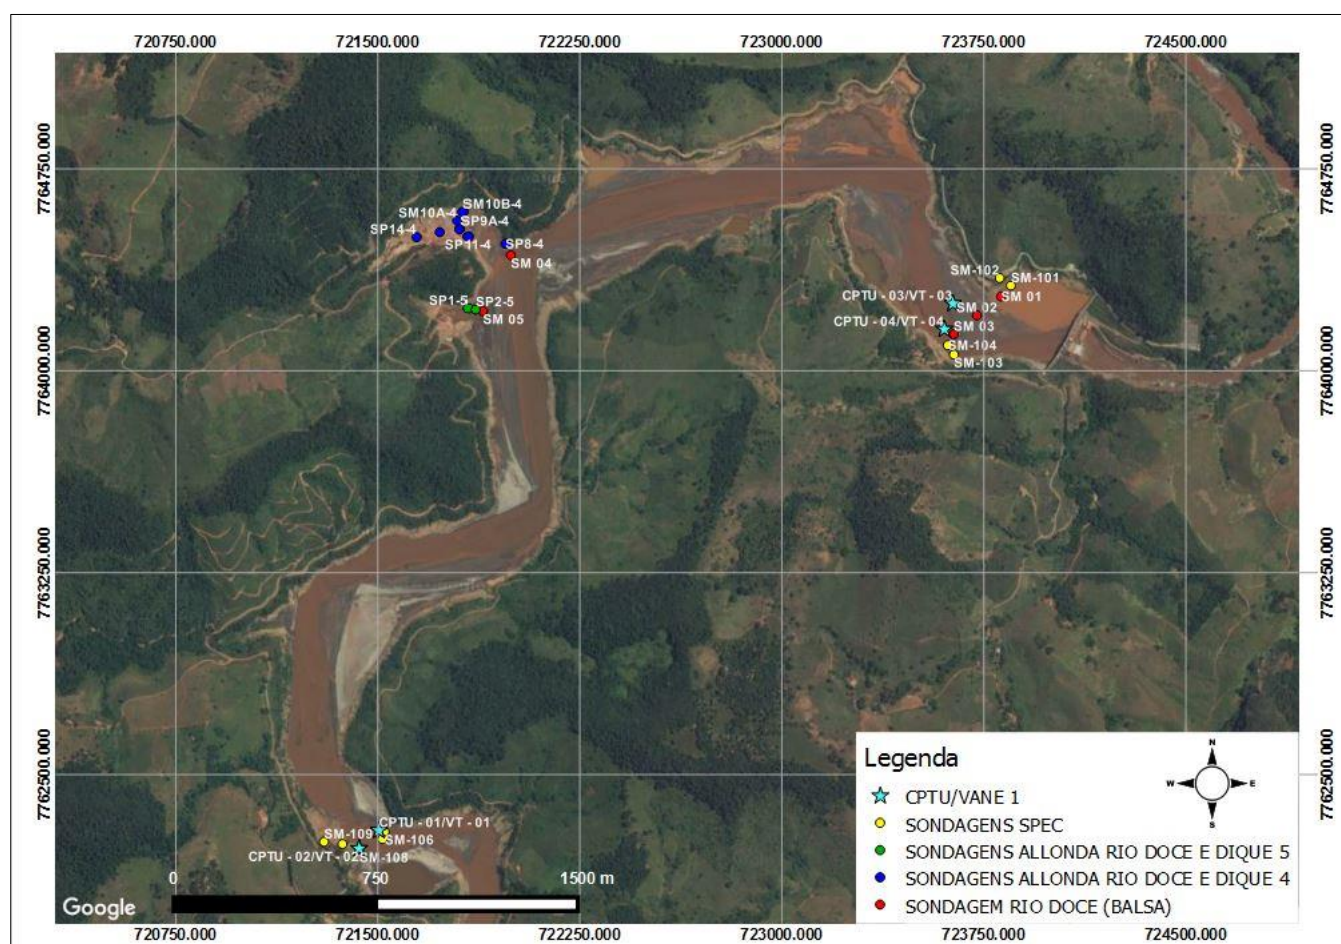 720750.000 721500.000 722250.000 723000.000 723750.000 724500.000
7764750.000 7764750.000
SM10B-4
SM10A-4
SP9A-4
SP14-4
SP11-4
SP8-4
SM 04
SM-102
SM-101
CPTU - 03/VT - 03
SM 01
SM 02
SP1-5
SP2-5
SM 05
CPTU - 04/VT - 04
SM 03
SM-104
SM-103
7764000.000 7764000.000
7763250.000 7763250.000
7762500.000 7762500.000
CPTU - 01/VT - 01
SM-109
SM-106
CPTU - 02/VT - 02
SM-108
0 750 1500 m
Google
Legenda
N
W E
S
CPTU/VANE 1
SONDAGENS SPEC
SONDAGENS ALLONDA RIO DOCE E DIQUE 5
SONDAGENS ALLONDA RIO DOCE E DIQUE 4
SONDAGEM RIO DOCE (BALSA)
720750.000 721500.000 722250.000 723000.000 723750.000 724500.000